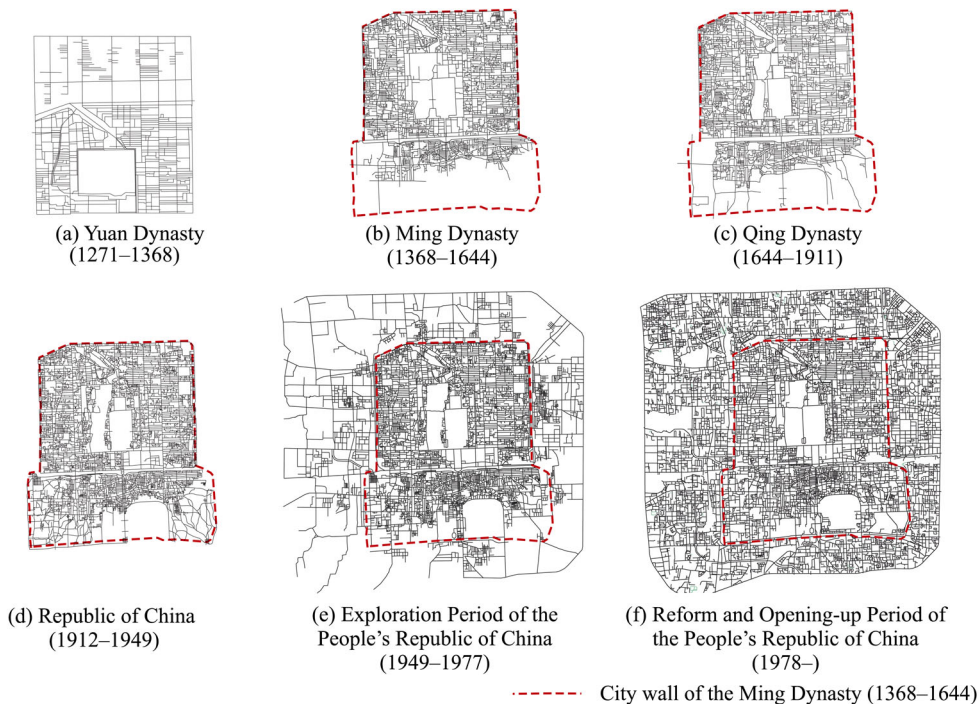 (a) Yuan Dynasty
(1271–1368)
(b) Ming Dynasty
(1368–1644)
(c) Qing Dynasty
(1644–1911)
(d) Republic of China
(1912–1949)
(e) Exploration Period of the
People’s Republic of China
(1949–1977)
(f) Reform and Opening-up Period of
the People’s Republic of China
(1978–)
City wall of the Ming Dynasty (1368–1644)